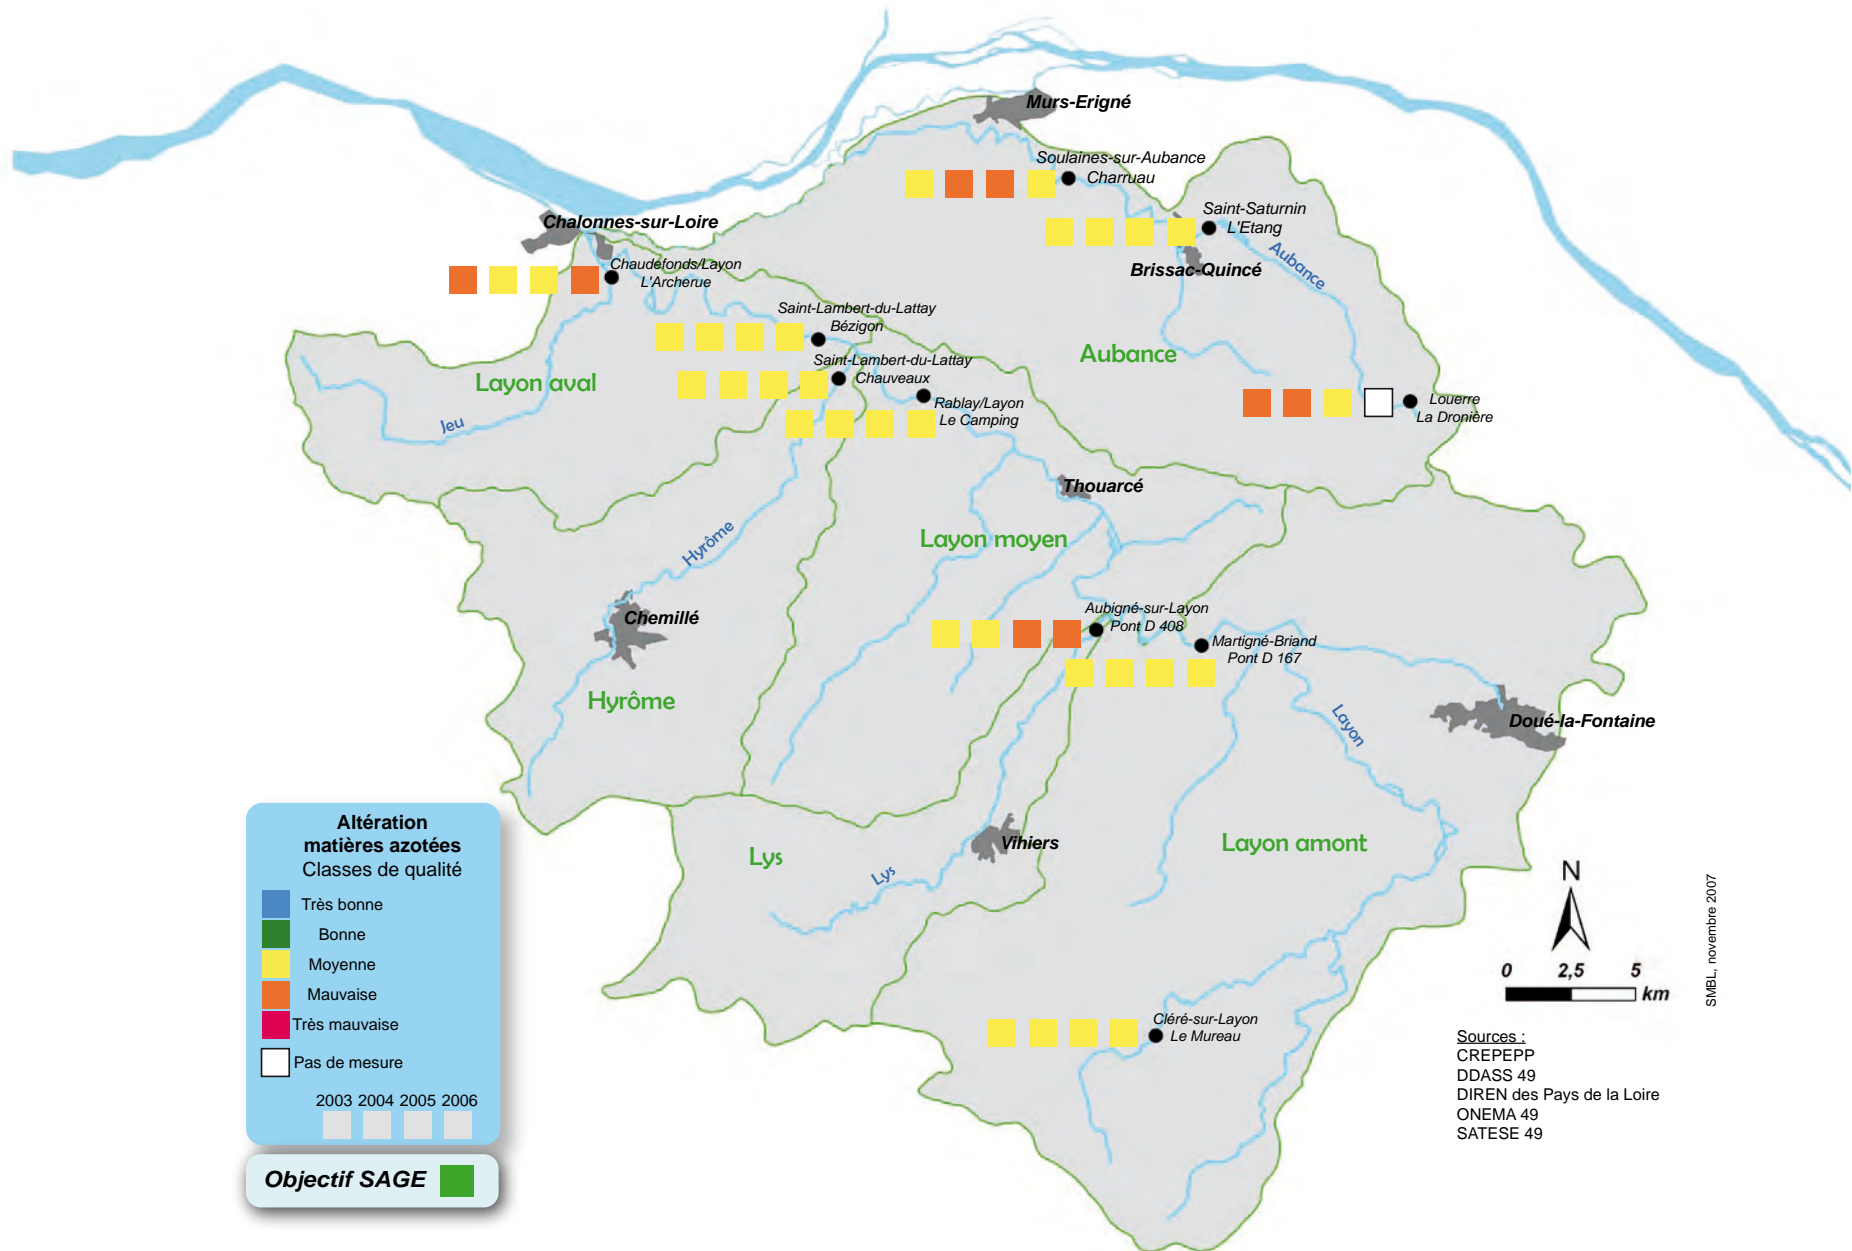 Murs-Erigné
Soulaines-sur-Aubance
Charruau
Saint-Saturnin
L'Etang
Aubance
Brissac-Quincé
Chalonnes-sur-Loire
Chaudefonds/Layon
L'Archerue
Saint-Lambert-du-Lattay
Bézigon
Saint-Lambert-du-Lattay
Chauveaux
Aubance
Layon aval
Rablay/Layon
Le Camping
Louerre
La Dronière
Jeu
Thouarcé
Hyrôme
Layon moyen
Chemillé
Aubigné-sur-Layon
Pont D 408
Martigné-Briand
Pont D 167
Hyrôme
Layon
Doué-la-Fontaine
Vihiers
Lys
Lys
Layon amont
Cléré-sur-Layon
Le Mureau
Altération
matières azotées
Classes de qualité
Très bonne
Bonne
Moyenne
Mauvaise
Très mauvaise
Pas de mesure
2003 2004 2005 2006
Objectif SAGE
N
0 2,5 5
km
SMBL, novembre 2007
Sources :
CREPEPP
DDASS 49
DIREN des Pays de la Loire
ONEMA 49
SATESE 49